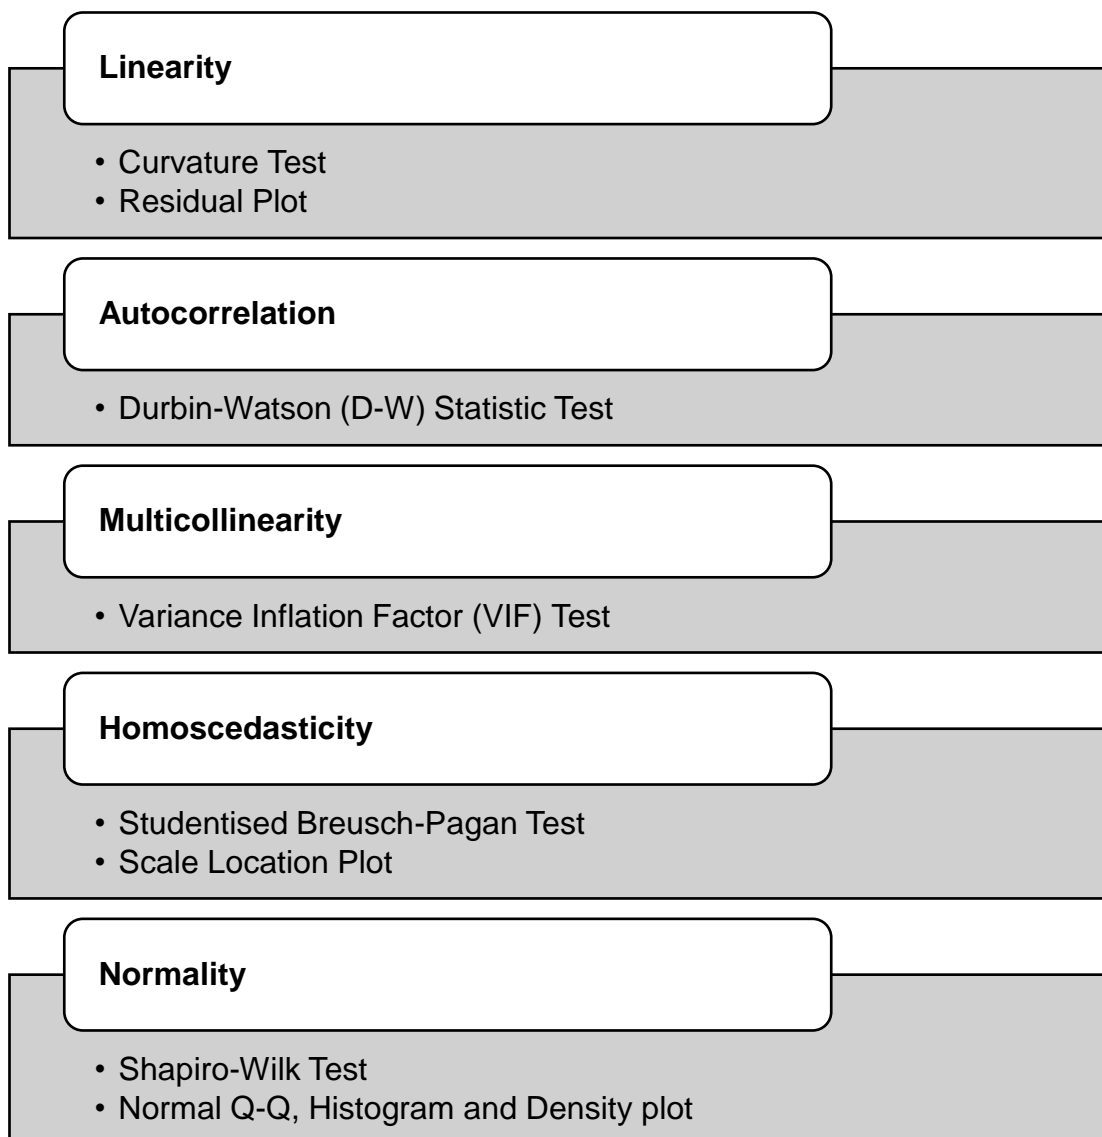 Linearity
• Curvature Test
• Residual Plot
Autocorrelation
• Durbin-Watson (D-W) Statistic Test
Multicollinearity
• Variance Inflation Factor (VIF) Test
Homoscedasticity
• Studentised Breusch-Pagan Test
• Scale Location Plot
Normality
• Shapiro-Wilk Test
• Normal Q-Q, Histogram and Density plot